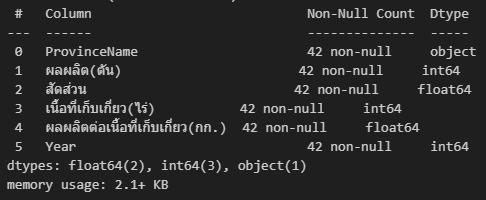 #   Column                               Non-Null Count  Dtype
---  ------                               --------------  -----
0   ProvinceName                         42 non-null     object
1   ผลผลิต(ตัน)                         42 non-null     int64
2   สัดส่วน                              42 non-null     float64
3   เนื้อที่เก็บเกี่ยว(ไร่)                42 non-null     int64
4   ผลผลิตต่อเนื้อที่เก็บเกี่ยว(กก.)  42 non-null     float64
5   Year                                 42 non-null     int64
dtypes: float64(2), int64(3), object(1)
memory usage: 2.1+ KB